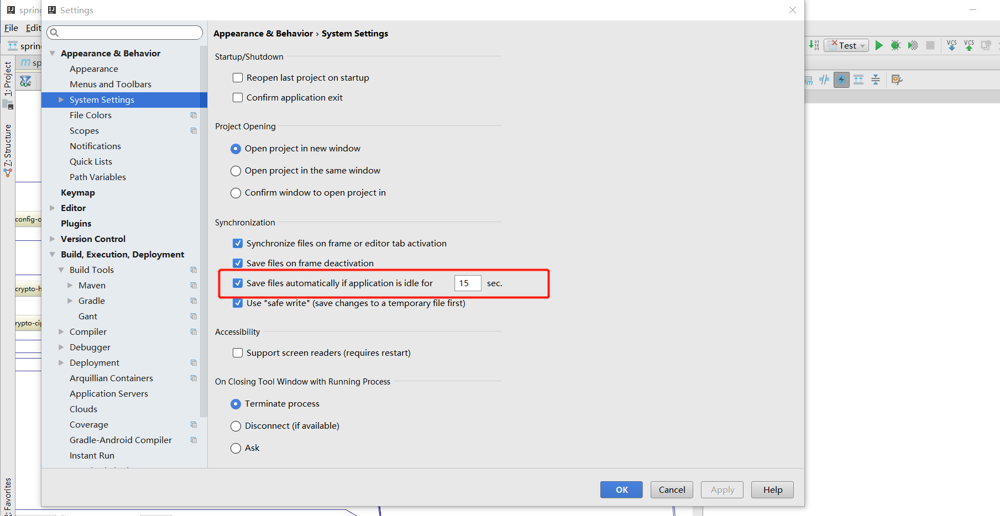 spring
Settings
File Edit
spring
Test
VCS VCS
m sp
1: Project
7: Structure
2: Favorites
config-o
crypto-h
rypto-cip
Appearance & Behavior
Appearance
Menus and Toolbars
System Settings
File Colors
Scopes
Notifications
Quick Lists
Path Variables
Keymap
Editor
Plugins
Version Control
Build, Execution, Deployment
Build Tools
Maven
Gradle
Gant
Compiler
Debugger
Deployment
Arquillian Containers
Application Servers
Clouds
Coverage
Gradle-Android Compiler
Instant Run
Appearance & Behavior › System Settings
Startup/Shutdown
Reopen last project on startup
Confirm application exit
Project Opening
Open project in new window
Open project in the same window
Confirm window to open project in
Synchronization
Synchronize files on frame or editor tab activation
Save files on frame deactivation
Save files automatically if application is idle for 15 sec.
Use "safe write" (save changes to a temporary file first)
Accessibility
Support screen readers (requires restart)
On Closing Tool Window with Running Process
Terminate process
Disconnect (if available)
Ask
OK Cancel Apply Help